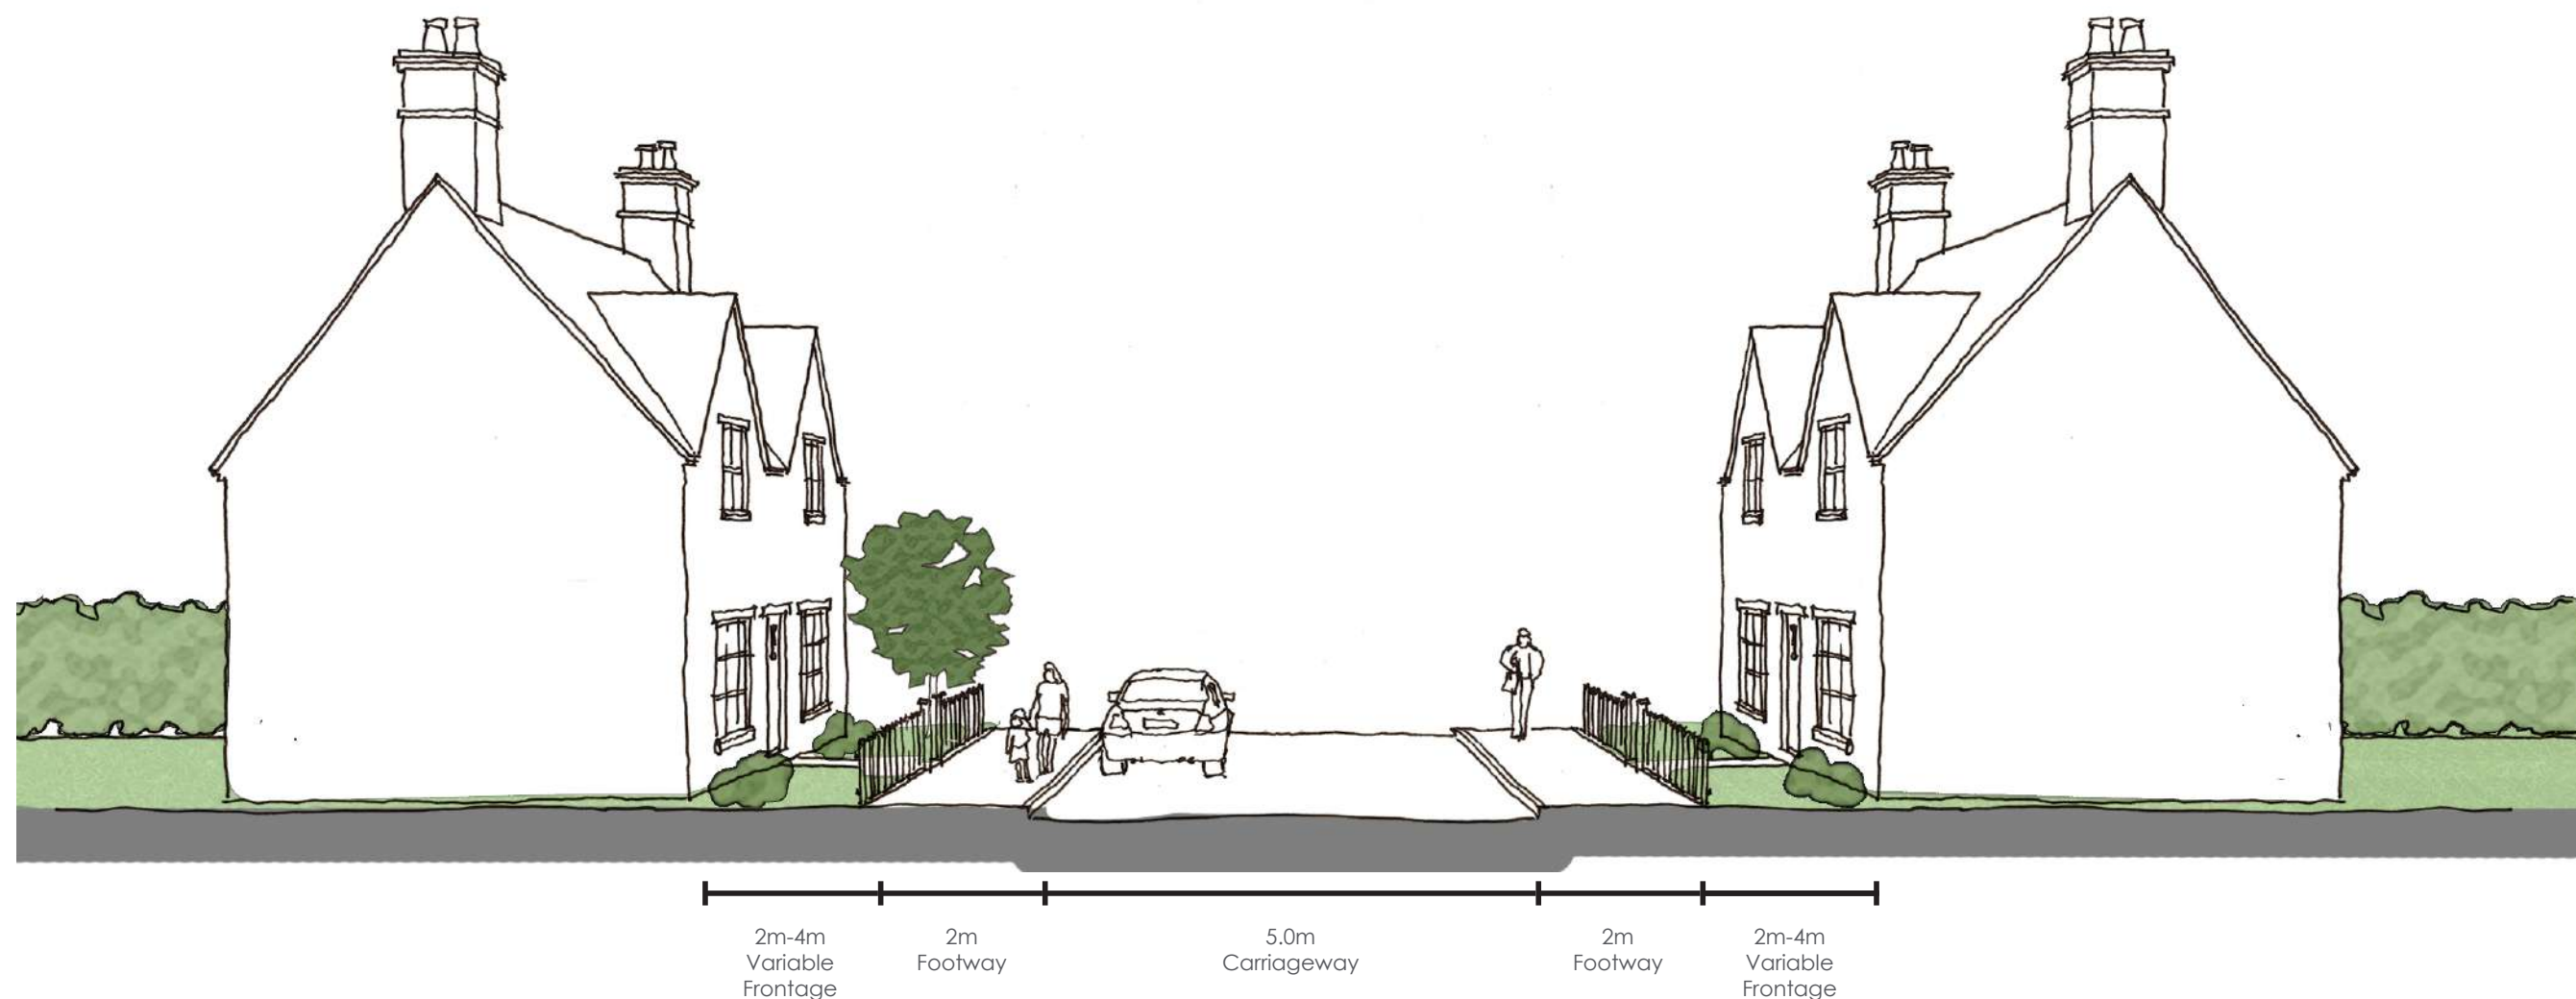 2m-4m
Variable
Frontage
2m
Footway
5.0m
Carriageway
2m
Footway
2m-4m
Variable
Frontage